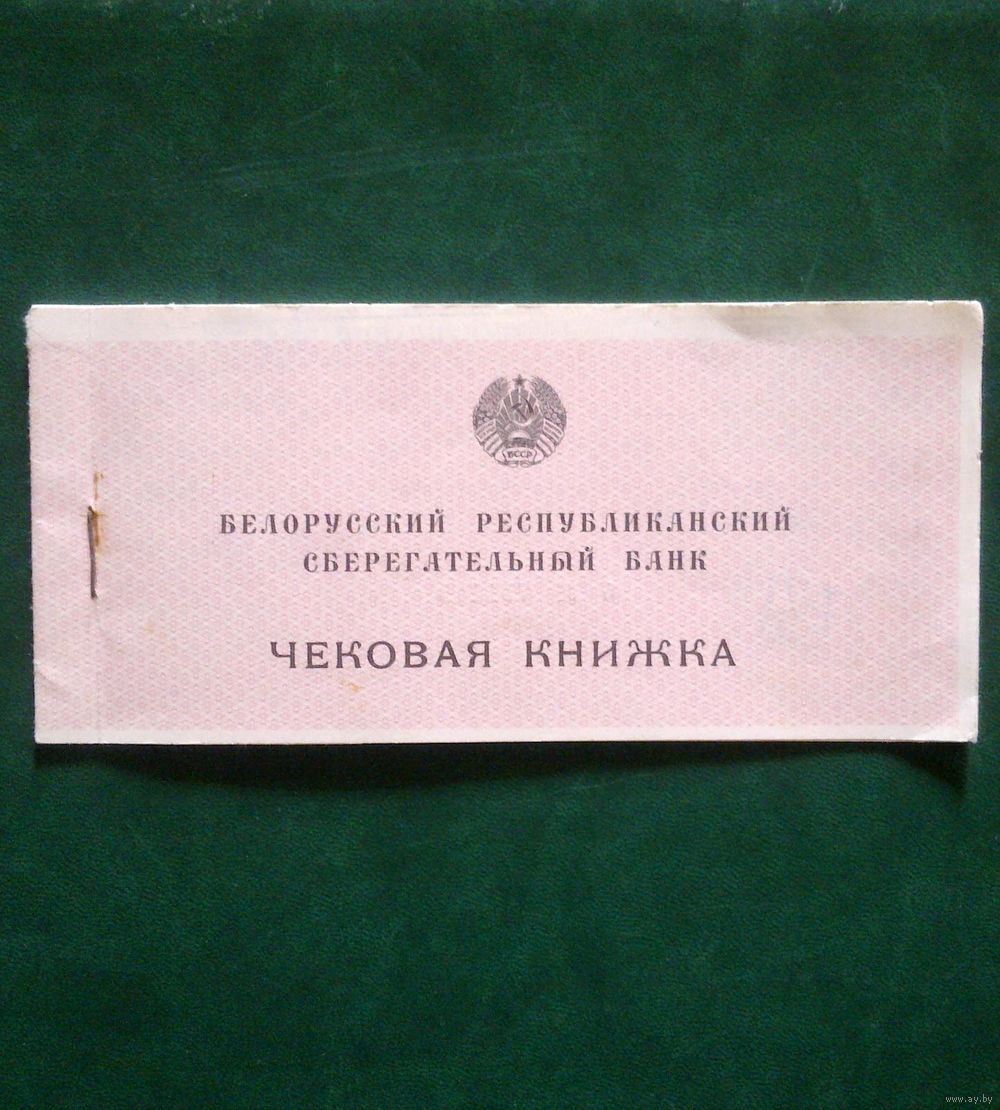 БССР
БЕЛОРУССКИЙ РЕСПУБЛИКАНСКИЙ
СБЕРЕГАТЕЛЬНЫЙ БАНК
ЧЕКОВАЯ КНИЖКА
www.ay.by